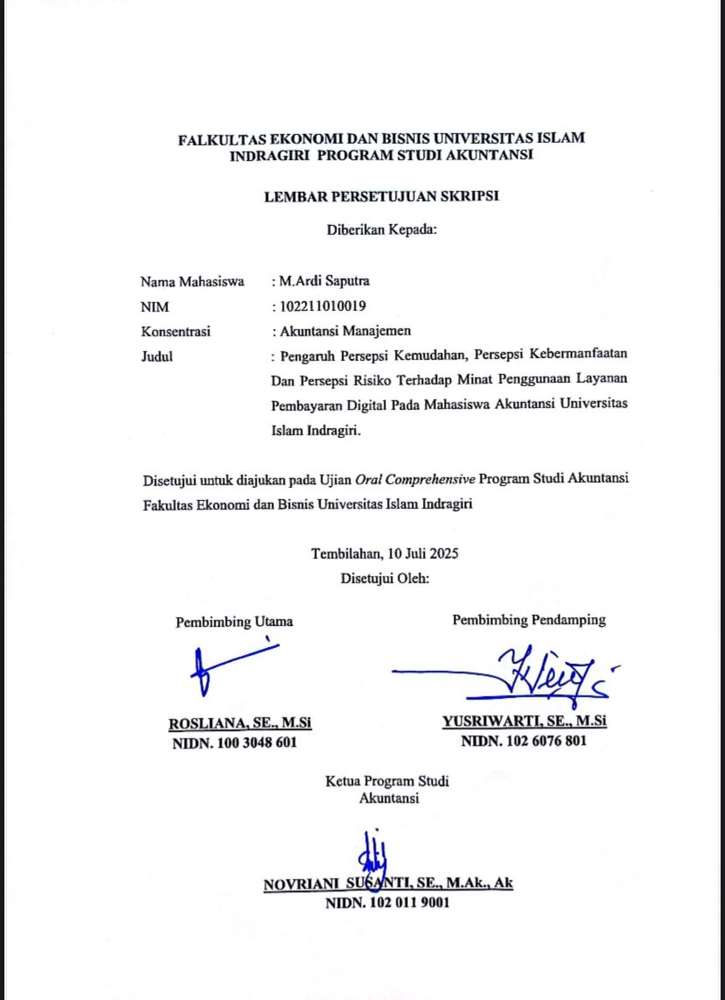 FALKULTAS EKONOMI DAN BISNIS UNIVERSITAS ISLAM
INDRAGIRI PROGRAM STUDI AKUNTANSI
LEMBAR PERSETUJUAN SKRIPSI
Diberikan Kepada:
Nama Mahasiswa : M.Ardi Saputra
NIM : 102211010019
Konsentrasi : Akuntansi Manajemen
Judul : Pengaruh Persepsi Kemudahan, Persepsi Kebermanfaatan
Dan Persepsi Risiko Terhadap Minat Penggunaan Layanan
Pembayaran Digital Pada Mahasiswa Akuntansi Universitas
Islam Indragiri.
Disetujui untuk diajukan pada Ujian Oral Comprehensive Program Studi Akuntansi
Fakultas Ekonomi dan Bisnis Universitas Islam Indragiri
Tembilahan, 10 Juli 2025
Disetujui Oleh:
Pembimbing Utama Pembimbing Pendamping
ROSLIANA, SE., M.Si YUSRIWARTI, SE., M.Si
NIDN. 100 3048 601 NIDN. 102 6076 801
Ketua Program Studi
Akuntansi
NOVRIANI SUSANTI, SE., M.Ak., Ak
NIDN. 102 011 9001